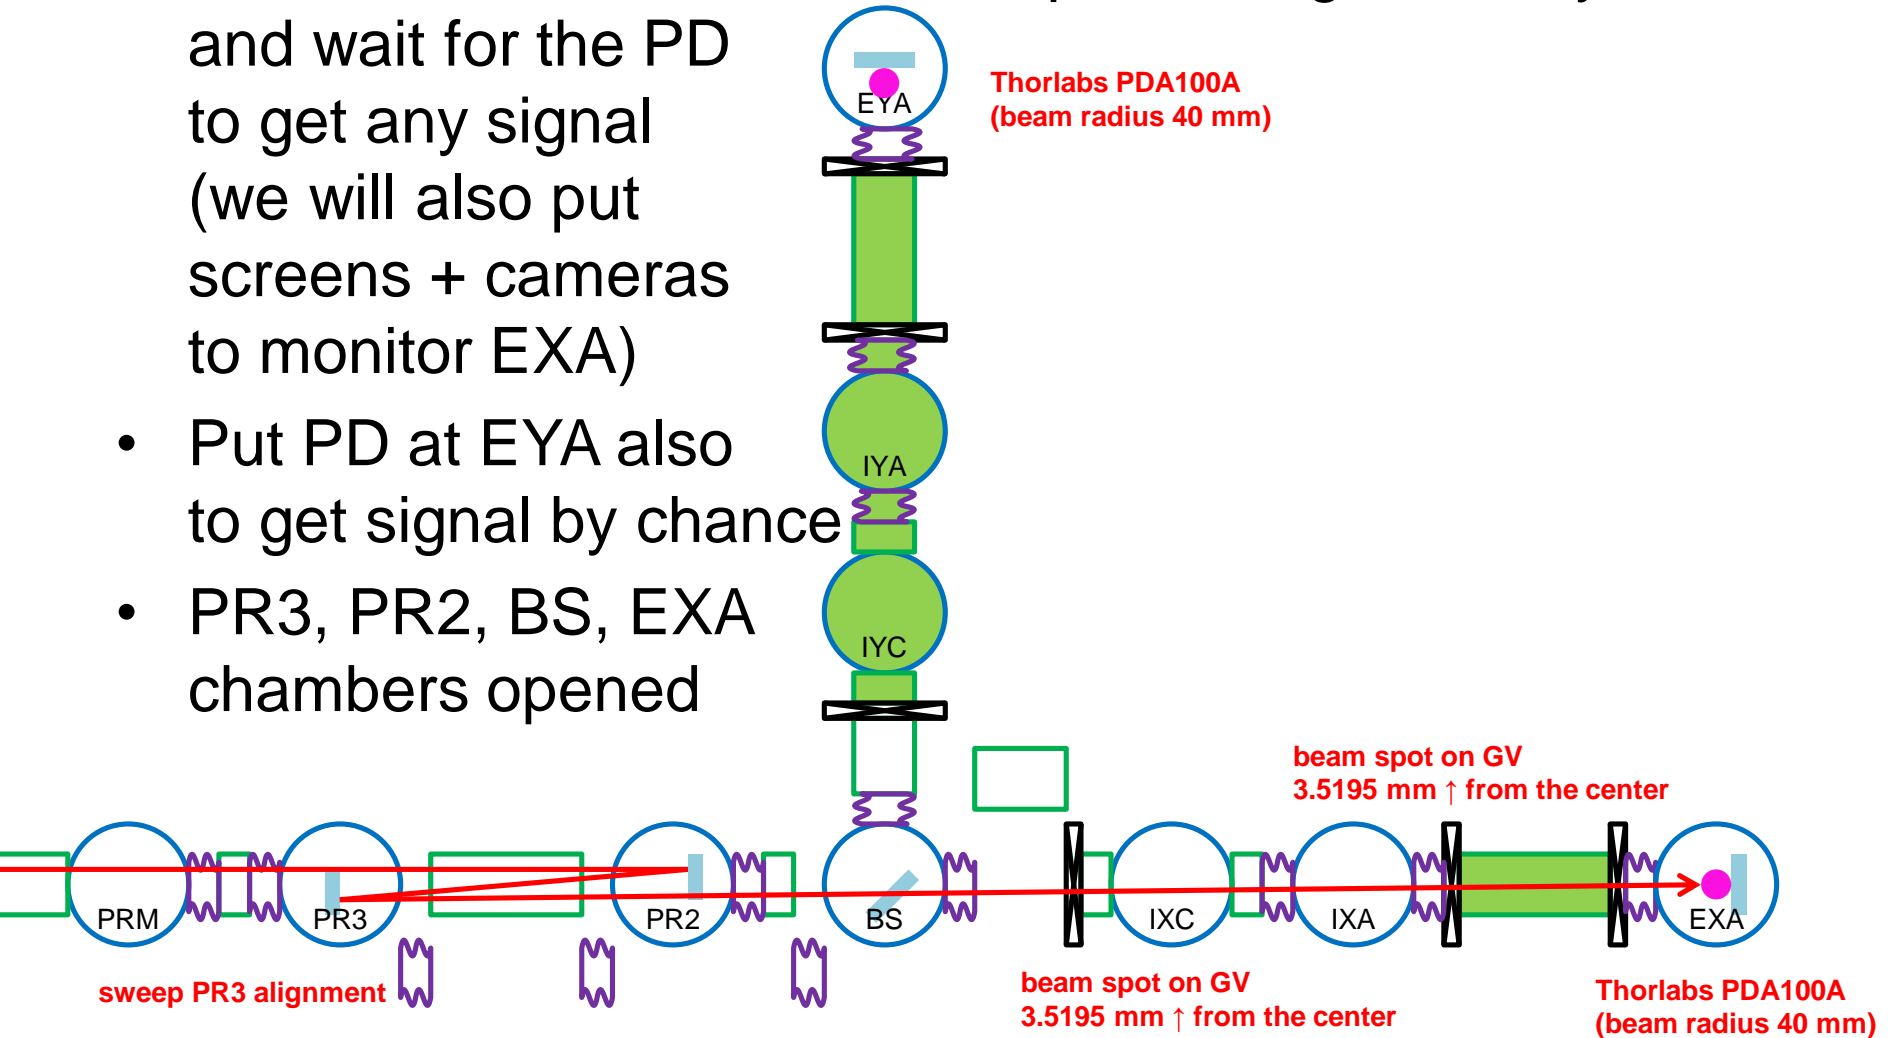 and wait for the PD
to get any signal
(we will also put
screens + cameras
to monitor EXA)
• Put PD at EYA also
to get signal by chance
• PR3, PR2, BS, EXA
chambers opened
EYA
Thorlabs PDA100A
(beam radius 40 mm)
IYA
IYC
beam spot on GV
3.5195 mm ↑ from the center
PRM
PR3
PR2
BS
IXC
IXA
EXA
sweep PR3 alignment
beam spot on GV
3.5195 mm ↑ from the center
Thorlabs PDA100A
(beam radius 40 mm)